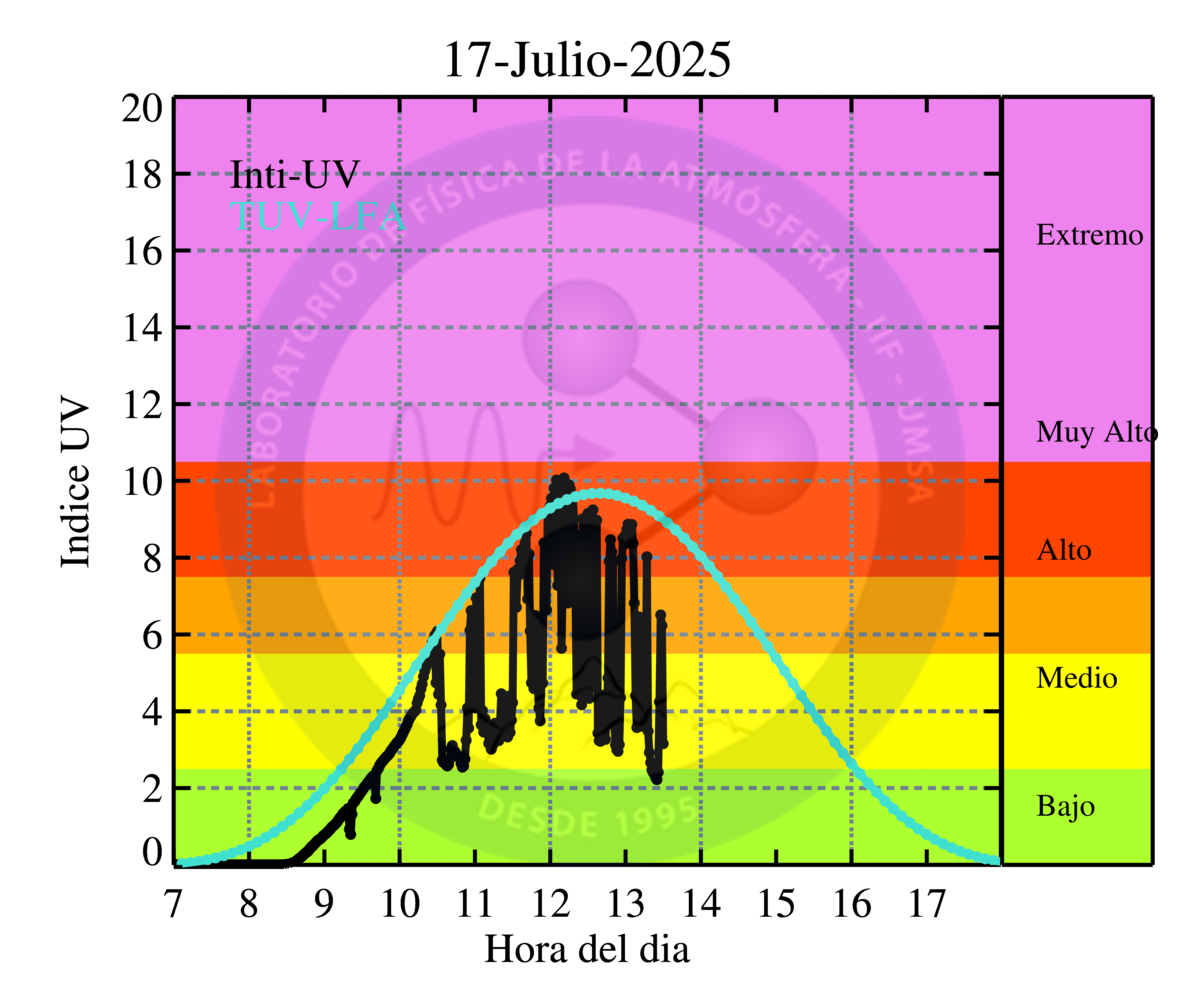 17-Julio-2025
20
18
16
14
12
10
8
6
4
2
0
Indice UV
Inti-UV
TUV-LFA
LABORATORIO DE FÍSICA DE LA ATMÓSFERA - IIF - UMSA
DESDE 1995
Extremo
Muy Alto
Alto
Medio
Bajo
7 8 9 10 11 12 13 14 15 16 17
Hora del dia